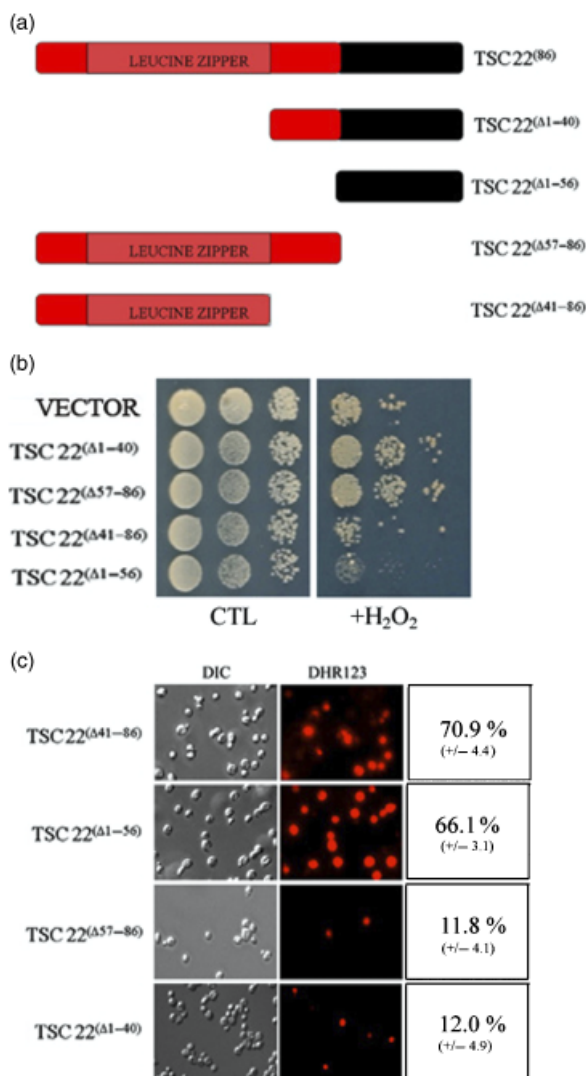 (a)
LEUCINE ZIPPER TSC22(86)
TSC22(Δ1–40)
TSC22(Δ1–56)
LEUCINE ZIPPER TSC22(Δ57–86)
LEUCINE ZIPPER TSC22(Δ41–86)
(b)
VECTOR
TSC22(Δ1–40)
TSC22(Δ57–86)
TSC22(Δ41–86)
TSC22(Δ1–56)
CTL +H₂O₂
(c)
DIC DHR123
TSC22(Δ41–86) 70.9 %
(+/– 4.4)
TSC22(Δ1–56) 66.1 %
(+/– 3.1)
TSC22(Δ57–86) 11.8 %
(+/– 4.1)
TSC22(Δ1–40) 12.0 %
(+/– 4.9)